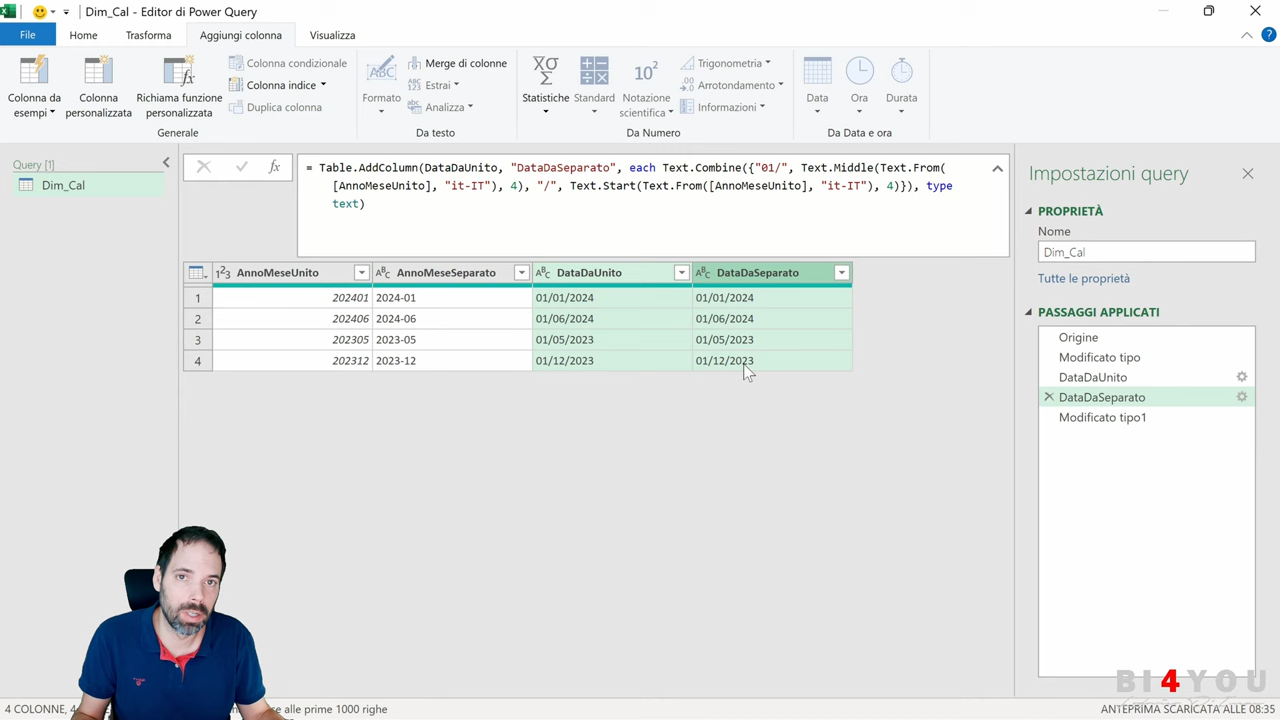 Dim_Cal - Editor di Power Query
File
Home
Trasforma
Aggiungi colonna
Visualizza
?
Colonna da
esempi
Colonna
personalizzata
Richiama funzione
personalizzata
Colonna condizionale
Colonna indice
Duplica colonna
Generale
ABC
Formato
Merge di colonne
Estrai
Analizza
Da testo
Statistiche
Standard
10²
Notazione
scientifica
Trigonometria
Arrotondamento
Informazioni
Da Numero
Data
Ora
Durata
Da Data e ora
Query [1]
Dim_Cal
fx
= Table.AddColumn(DataDaUnito, "DataDaSeparato", each Text.Combine({"01/", Text.Middle(Text.From(
[AnnoMeseUnito], "it-IT"), 4), "/", Text.Start(Text.From([AnnoMeseUnito], "it-IT"), 4)}), type
text)
AnnoMeseUnito AnnoMeseSeparato DataDaUnito DataDaSeparato
1 202401 2024-01 01/01/2024 01/01/2024
2 202406 2024-06 01/06/2024 01/06/2024
3 202305 2023-05 01/05/2023 01/05/2023
4 202312 2023-12 01/12/2023 01/12/2023
Impostazioni query
PROPRIETÀ
Nome
Dim_Cal
Tutte le proprietà
PASSAGGI APPLICATI
Origine
Modificato tipo
DataDaUnito
DataDaSeparato
Modificato tipo1
BI4YOU
4 COLONNE, 4
alle prime 1000 righe
ANTEPRIMA SCARICATA ALLE 08:35